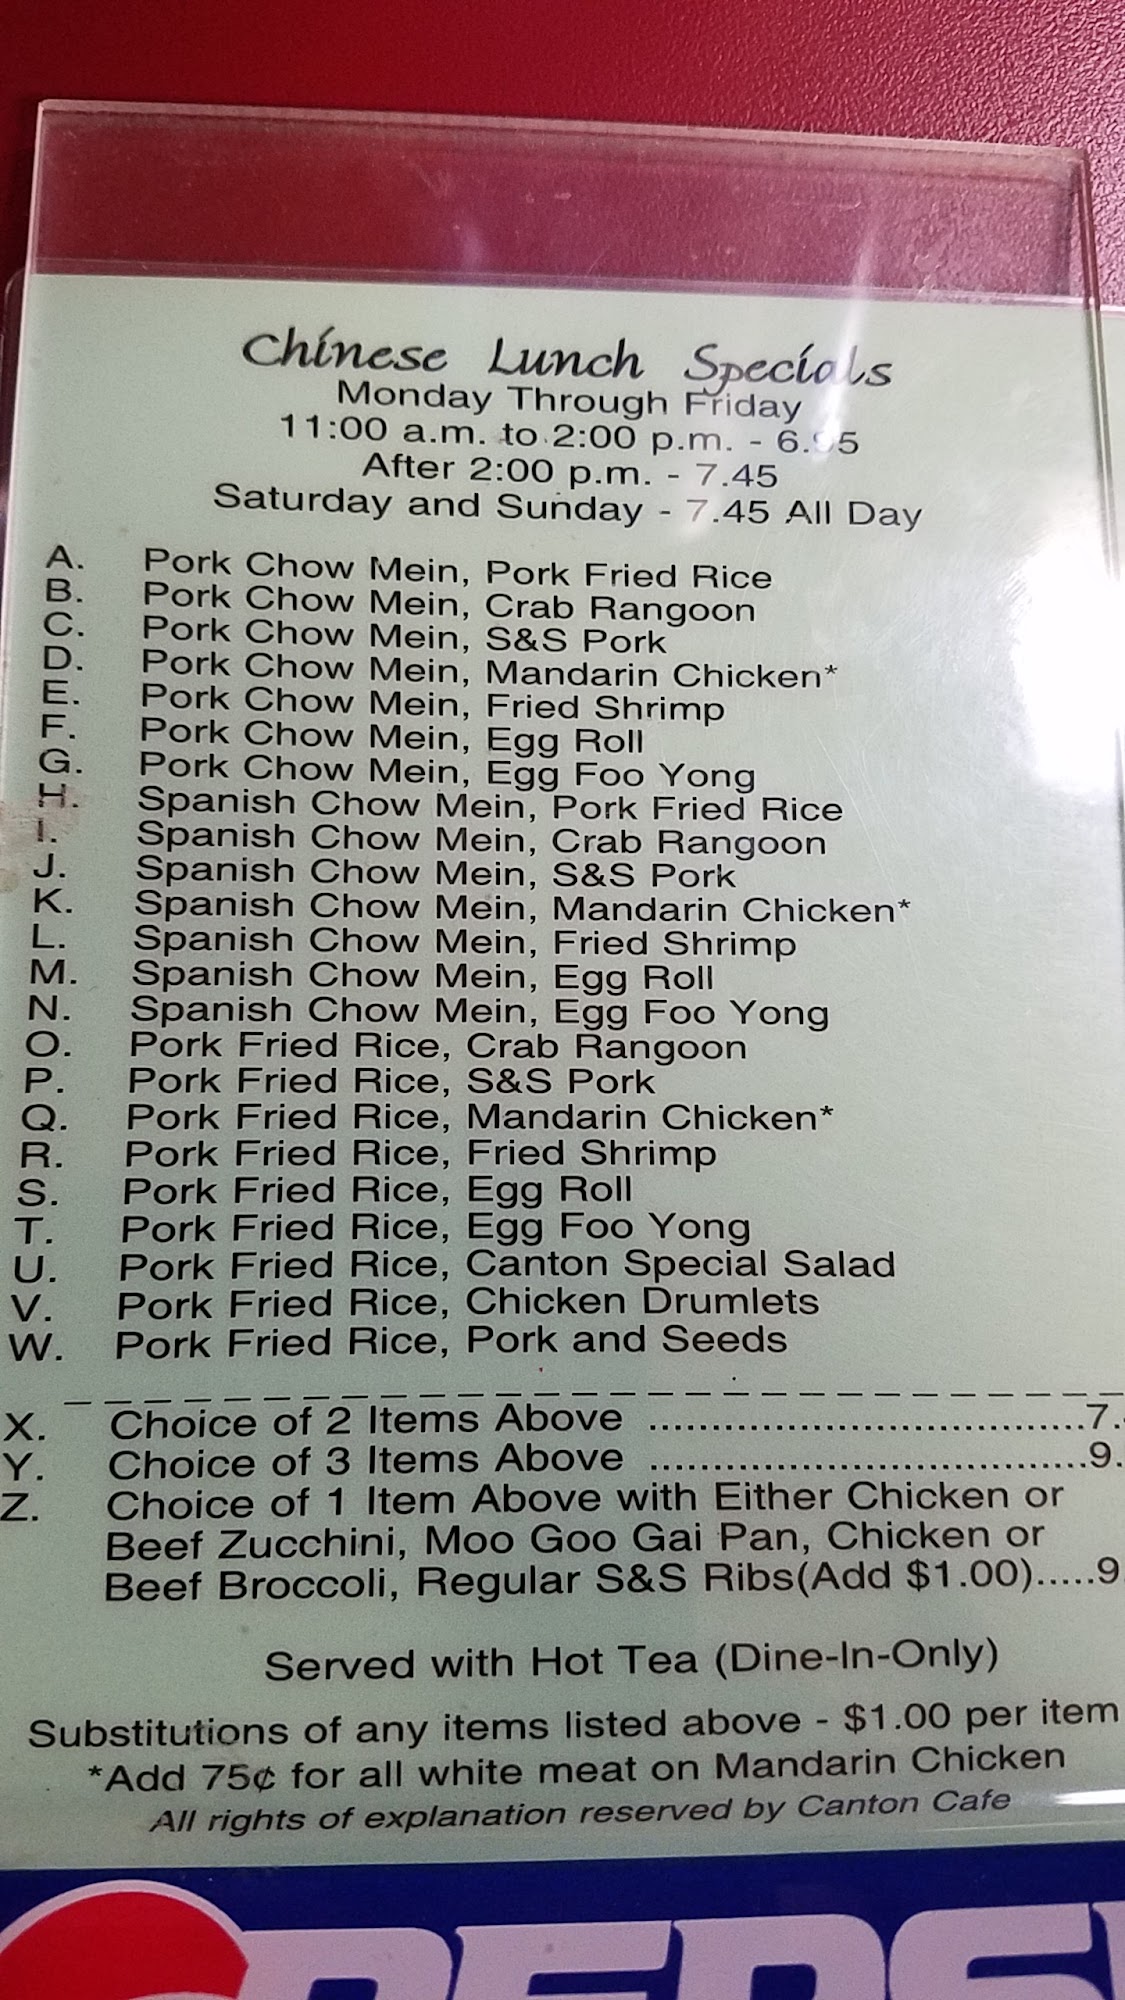 Chinese Lunch Specials
Monday Through Friday
11:00 a.m. to 2:00 p.m. - 6.95
After 2:00 p.m. - 7.45
Saturday and Sunday - 7.45 All Day
A. Pork Chow Mein, Pork Fried Rice
B. Pork Chow Mein, Crab Rangoon
C. Pork Chow Mein, S&S Pork
D. Pork Chow Mein, Mandarin Chicken*
E. Pork Chow Mein, Fried Shrimp
F. Pork Chow Mein, Egg Roll
G. Pork Chow Mein, Egg Foo Yong
H. Spanish Chow Mein, Pork Fried Rice
I. Spanish Chow Mein, Crab Rangoon
J. Spanish Chow Mein, S&S Pork
K. Spanish Chow Mein, Mandarin Chicken*
L. Spanish Chow Mein, Fried Shrimp
M. Spanish Chow Mein, Egg Roll
N. Spanish Chow Mein, Egg Foo Yong
O. Pork Fried Rice, Crab Rangoon
P. Pork Fried Rice, S&S Pork
Q. Pork Fried Rice, Mandarin Chicken*
R. Pork Fried Rice, Fried Shrimp
S. Pork Fried Rice, Egg Roll
T. Pork Fried Rice, Egg Foo Yong
U. Pork Fried Rice, Canton Special Salad
V. Pork Fried Rice, Chicken Drumlets
W. Pork Fried Rice, Pork and Seeds
X. Choice of 2 Items Above ..................................7.
Y. Choice of 3 Items Above ..................................9.
Z. Choice of 1 Item Above with Either Chicken or
Beef Zucchini, Moo Goo Gai Pan, Chicken or
Beef Broccoli, Regular S&S Ribs(Add $1.00).....9.
Served with Hot Tea (Dine-In-Only)
Substitutions of any items listed above - $1.00 per item
*Add 75¢ for all white meat on Mandarin Chicken
All rights of explanation reserved by Canton Cafe
PEPSI